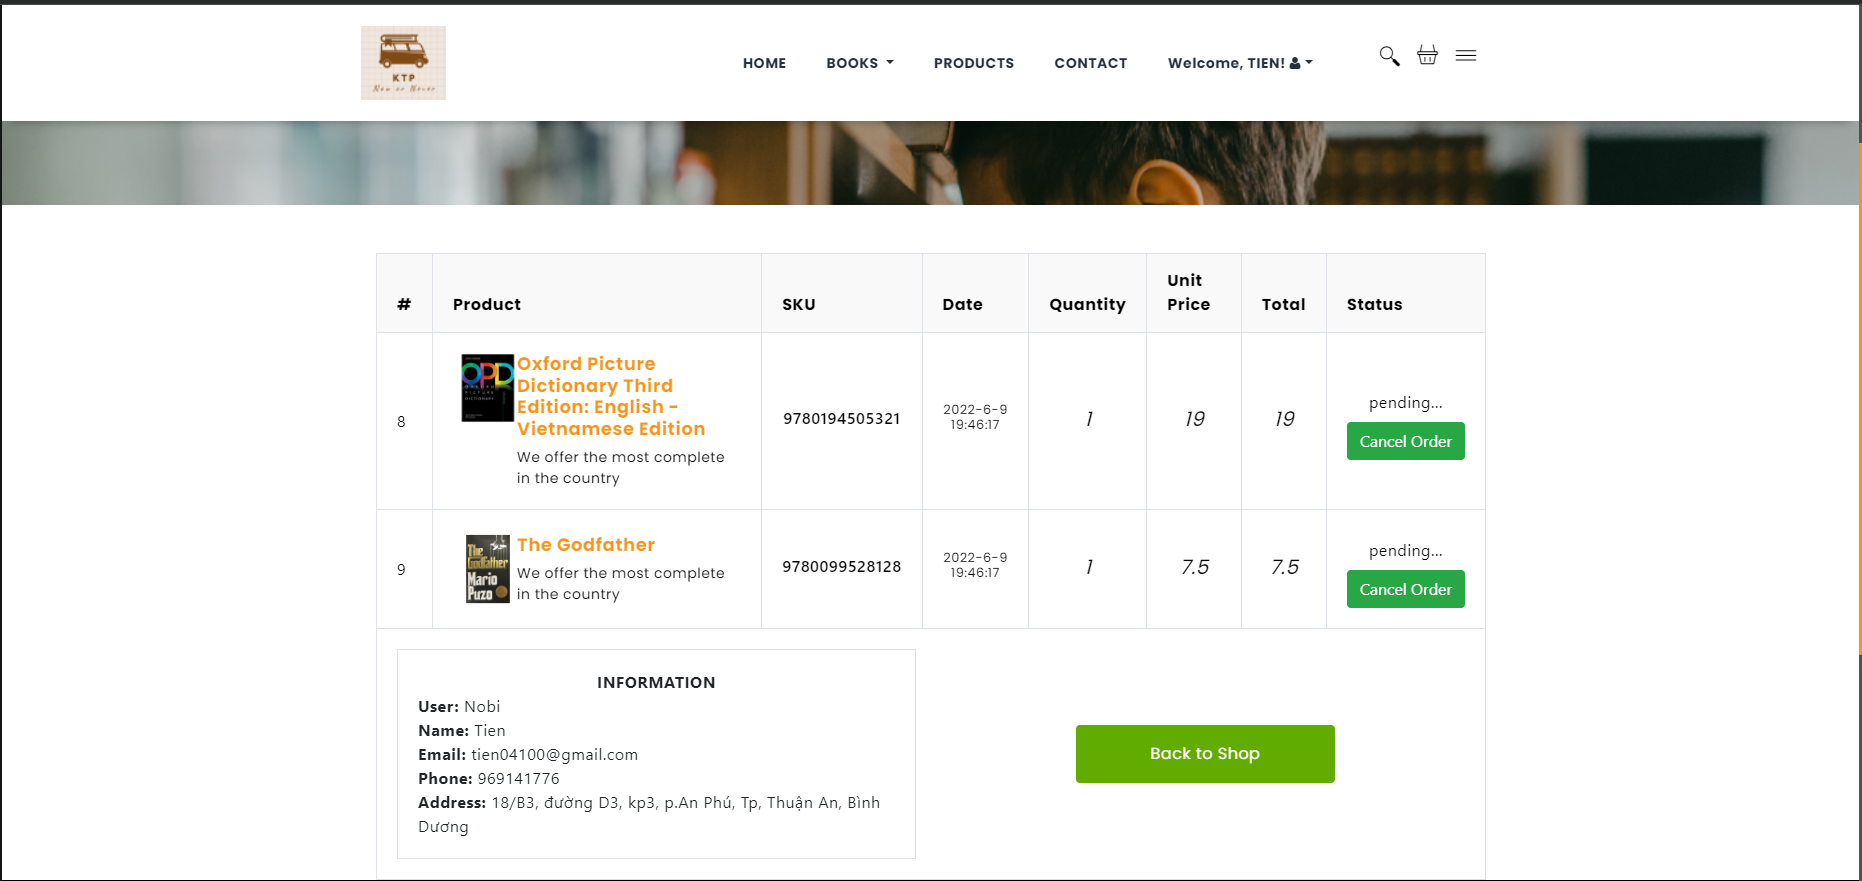 KTP
Now or Never
HOME
BOOKS
PRODUCTS
CONTACT
Welcome, TIEN!
#
Product
SKU
Date
Quantity
Unit
Price
Total
Status
8
OPD
PICTURE
DICTIONARY
Oxford Picture
Dictionary Third
Edition: English -
Vietnamese Edition
We offer the most complete
in the country
9780194505321
2022-6-9
19:46:17
1
19
19
pending...
Cancel Order
9
The
Godfather
Mario
Puzo
The Godfather
We offer the most complete
in the country
9780099528128
2022-6-9
19:46:17
1
7.5
7.5
pending...
Cancel Order
INFORMATION
User: Nobi
Name: Tien
Email: tien04100@gmail.com
Phone: 969141776
Address: 18/B3, đường D3, kp3, p.An Phú, Tp, Thuận An, Bình
Dương
Back to Shop